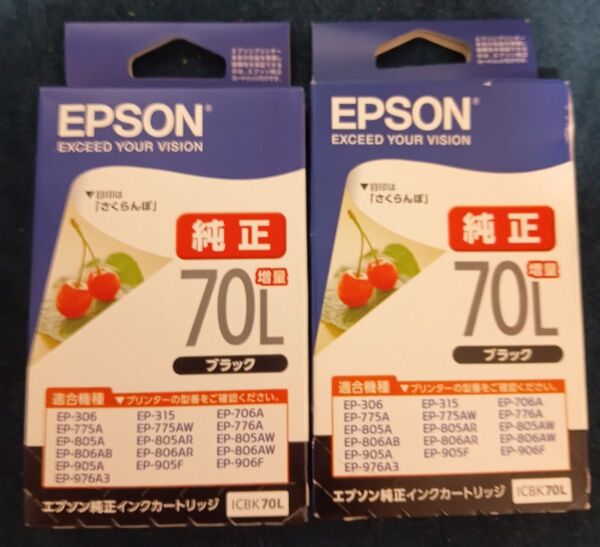 EPSON
EXCEED YOUR VISION
▼目印は
「さくらんぼ」
純正
70L
増量
ブラック
適合機種 ▼プリンターの型番をご確認ください。
EP-306 EP-315 EP-706A
EP-775A EP-775AW EP-776A
EP-805A EP-805AR EP-805AW
EP-806AB EP-806AR EP-806AW
EP-905A EP-905F EP-906F
EP-976A3
エプソン純正インクカートリッジ ICBK70L
EPSON
EXCEED YOUR VISION
▼目印は
「さくらんぼ」
純正
70L
増量
ブラック
適合機種 ▼プリンターの型番をご確認ください。
EP-306 EP-315 EP-706A
EP-775A EP-775AW EP-776A
EP-805A EP-805AR EP-805AW
EP-806AB EP-806AR EP-806AW
EP-905A EP-905F EP-906F
EP-976A3
エプソン純正インクカートリッジ ICBK70L